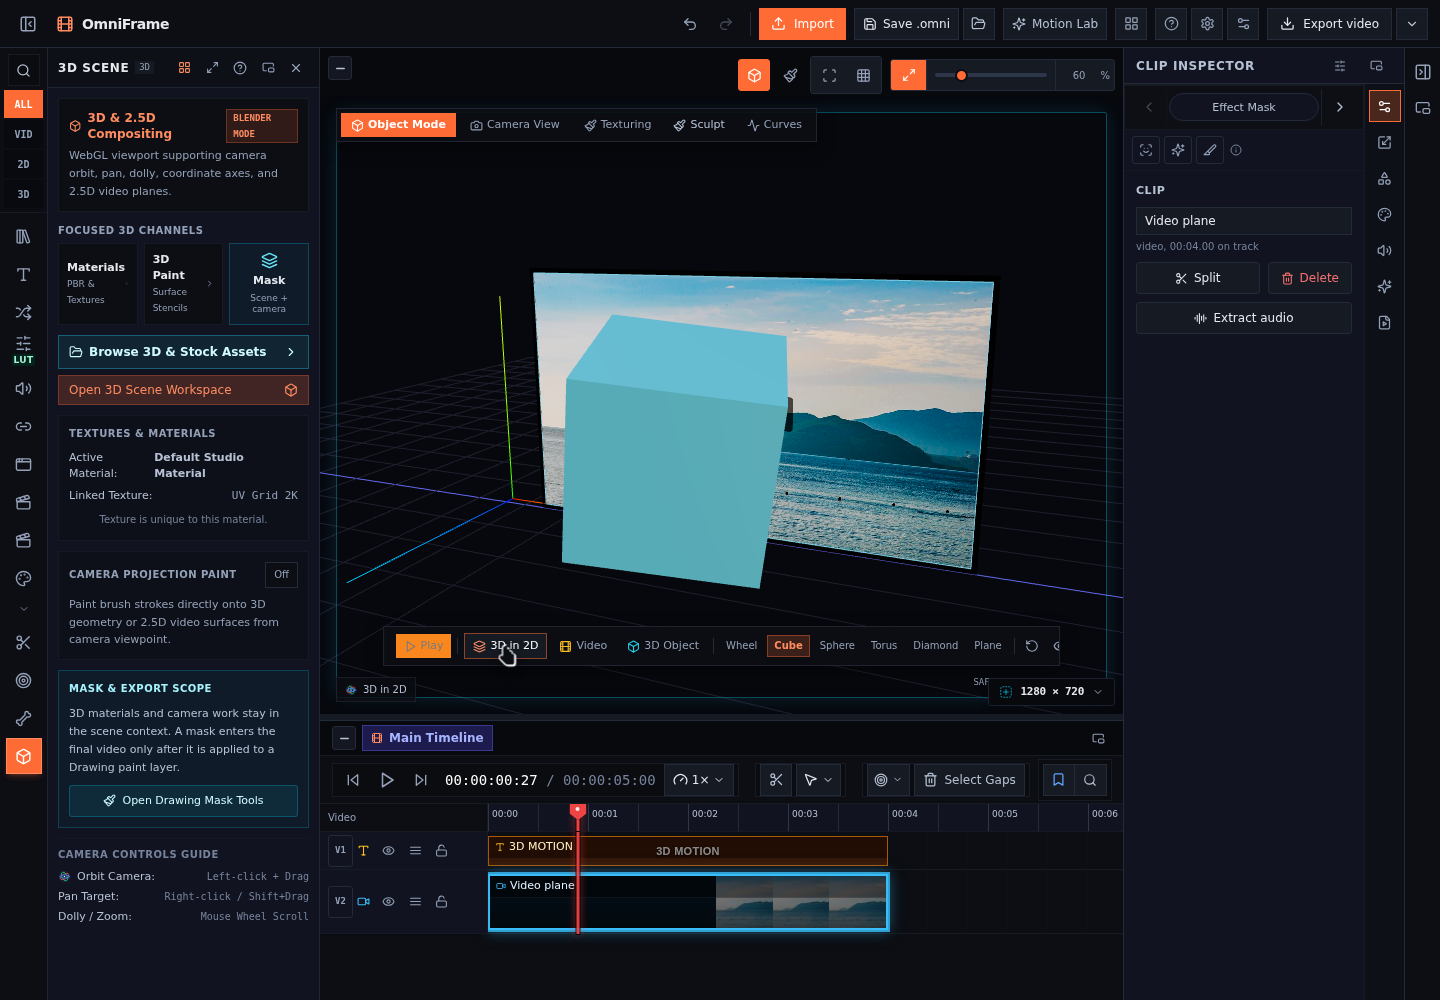 OmniFrame
Import
Save .omni
Motion Lab
Export video
3D SCENE 3D
ALL
VID
2D
3D
LUT
3D & 2.5D
Compositing
BLENDER
MODE
WebGL viewport supporting camera
orbit, pan, dolly, coordinate axes, and
2.5D video planes.
FOCUSED 3D CHANNELS
Materials
PBR &
Textures
3D
Paint
Surface
Stencils
Mask
Scene +
camera
Browse 3D & Stock Assets
Open 3D Scene Workspace
TEXTURES & MATERIALS
Active
Material:
Default Studio
Material
Linked Texture: UV Grid 2K
Texture is unique to this material.
CAMERA PROJECTION PAINT Off
Paint brush strokes directly onto 3D
geometry or 2.5D video surfaces from
camera viewpoint.
MASK & EXPORT SCOPE
3D materials and camera work stay in
the scene context. A mask enters the
final video only after it is applied to a
Drawing paint layer.
Open Drawing Mask Tools
CAMERA CONTROLS GUIDE
Orbit Camera: Left-click + Drag
Pan Target: Right-click / Shift+Drag
Dolly / Zoom: Mouse Wheel Scroll
60 %
Object Mode Camera View Texturing Sculpt Curves
Play 3D in 2D Video 3D Object Wheel Cube Sphere Torus Diamond Plane
3D in 2D
1280 × 720
Main Timeline
00:00:00:27 / 00:00:05:00 1× Select Gaps
Video 00:00 00:01 00:02 00:03 00:04 00:05 00:06
V1 3D MOTION 3D MOTION
V2 Video plane
CLIP INSPECTOR
Effect Mask
CLIP
Video plane
video, 00:04.00 on track
Split Delete
Extract audio